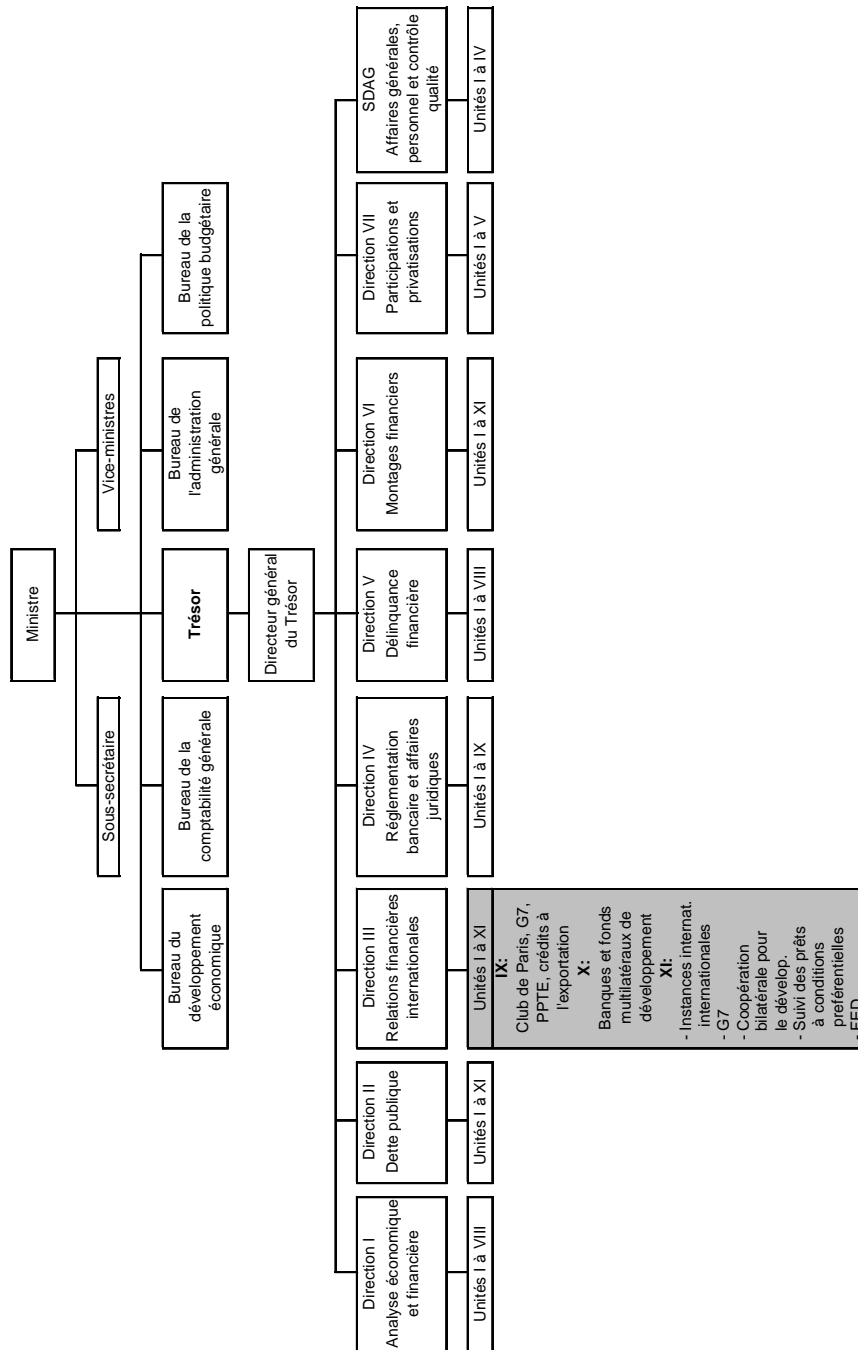 Ministre
Sous-secrétaire
Vice-ministres
Bureau du
développement
économique
Bureau de la
comptabilité générale
Trésor
Bureau de
l'administration
générale
Bureau de la
politique budgétaire
Directeur général
du Trésor
Direction I
Analyse économique
et financière
Direction II
Dette publique
Direction III
Relations financières
internationales
Direction IV
Réglementation
bancaire et affaires
juridiques
Direction V
Délinquance
financière
Direction VI
Montages financiers
Direction VII
Participations et
privatisations
SDAG
Affaires générales,
personnel et contrôle
qualité
Unités I à VIII
Unités I à XI
Unités I à XI
IX:
Club de Paris, G7,
PPTE, crédits à
l'exportation
X:
Banques et fonds
multilatéraux de
développement
XI:
- Instances internat.
internationales
- G7
- Coopération
bilatérale pour
le dévelop.
- Suivi des prêts
à conditions
preférentielles
- FED
Unités I à IX
Unités I à VIII
Unités I à XI
Unités I à V
Unités I à IV